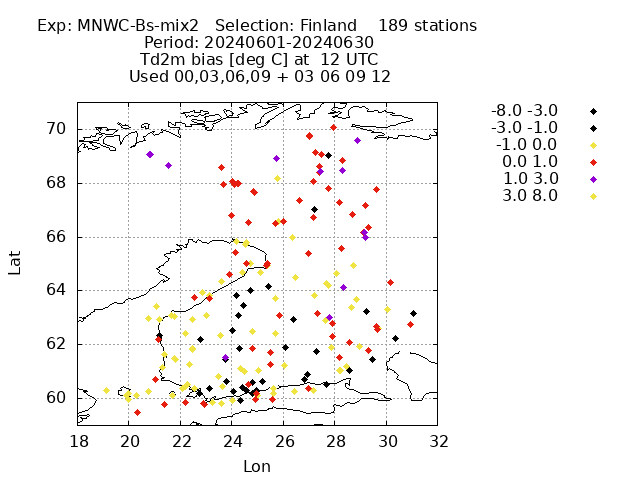 Exp: MNWC-Bs-mix2 Selection: Finland 189 stations
Period: 20240601-20240630
Td2m bias [deg C] at 12 UTC
Used 00,03,06,09 + 03 06 09 12
-8.0 -3.0
-3.0 -1.0
-1.0 0.0
0.0 1.0
1.0 3.0
3.0 8.0
70
68
66
64
62
60
Lat
18 20 22 24 26 28 30 32
Lon